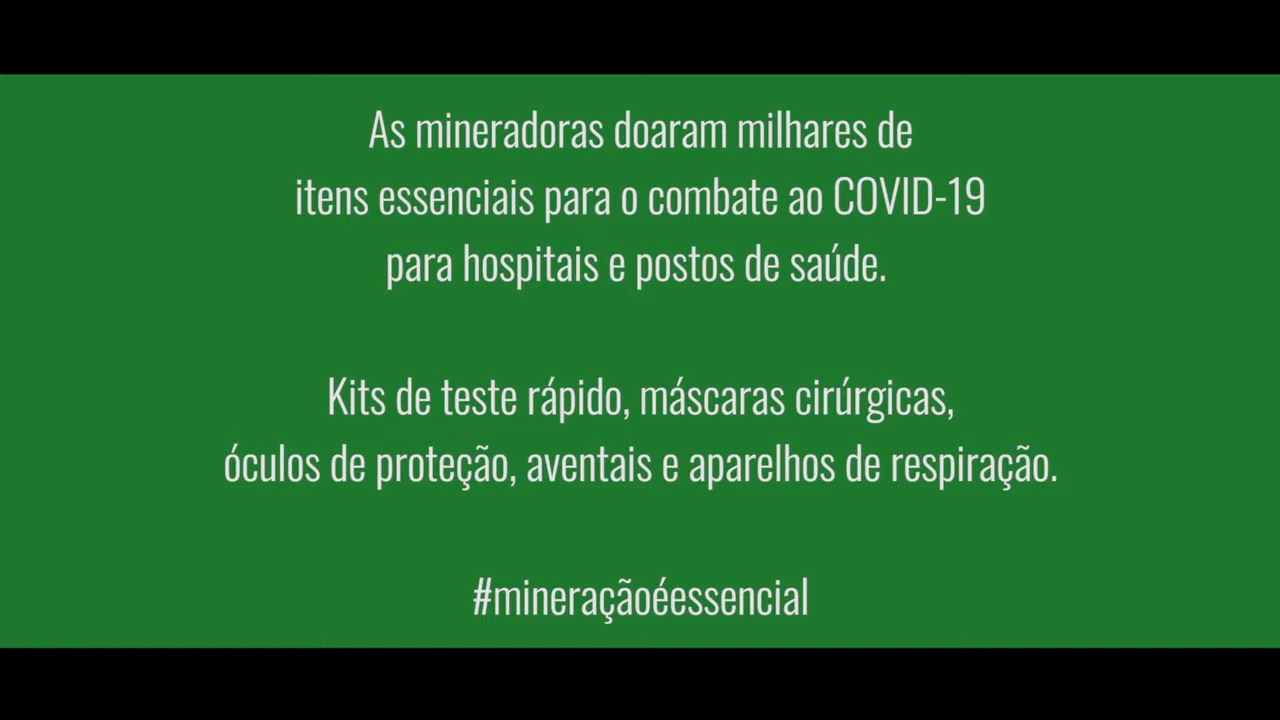 As mineradoras doaram milhares de
itens essenciais para o combate ao COVID-19
para hospitais e postos de saúde.
Kits de teste rápido, máscaras cirúrgicas,
óculos de proteção, aventais e aparelhos de respiração.
#mineraçãoéessencial